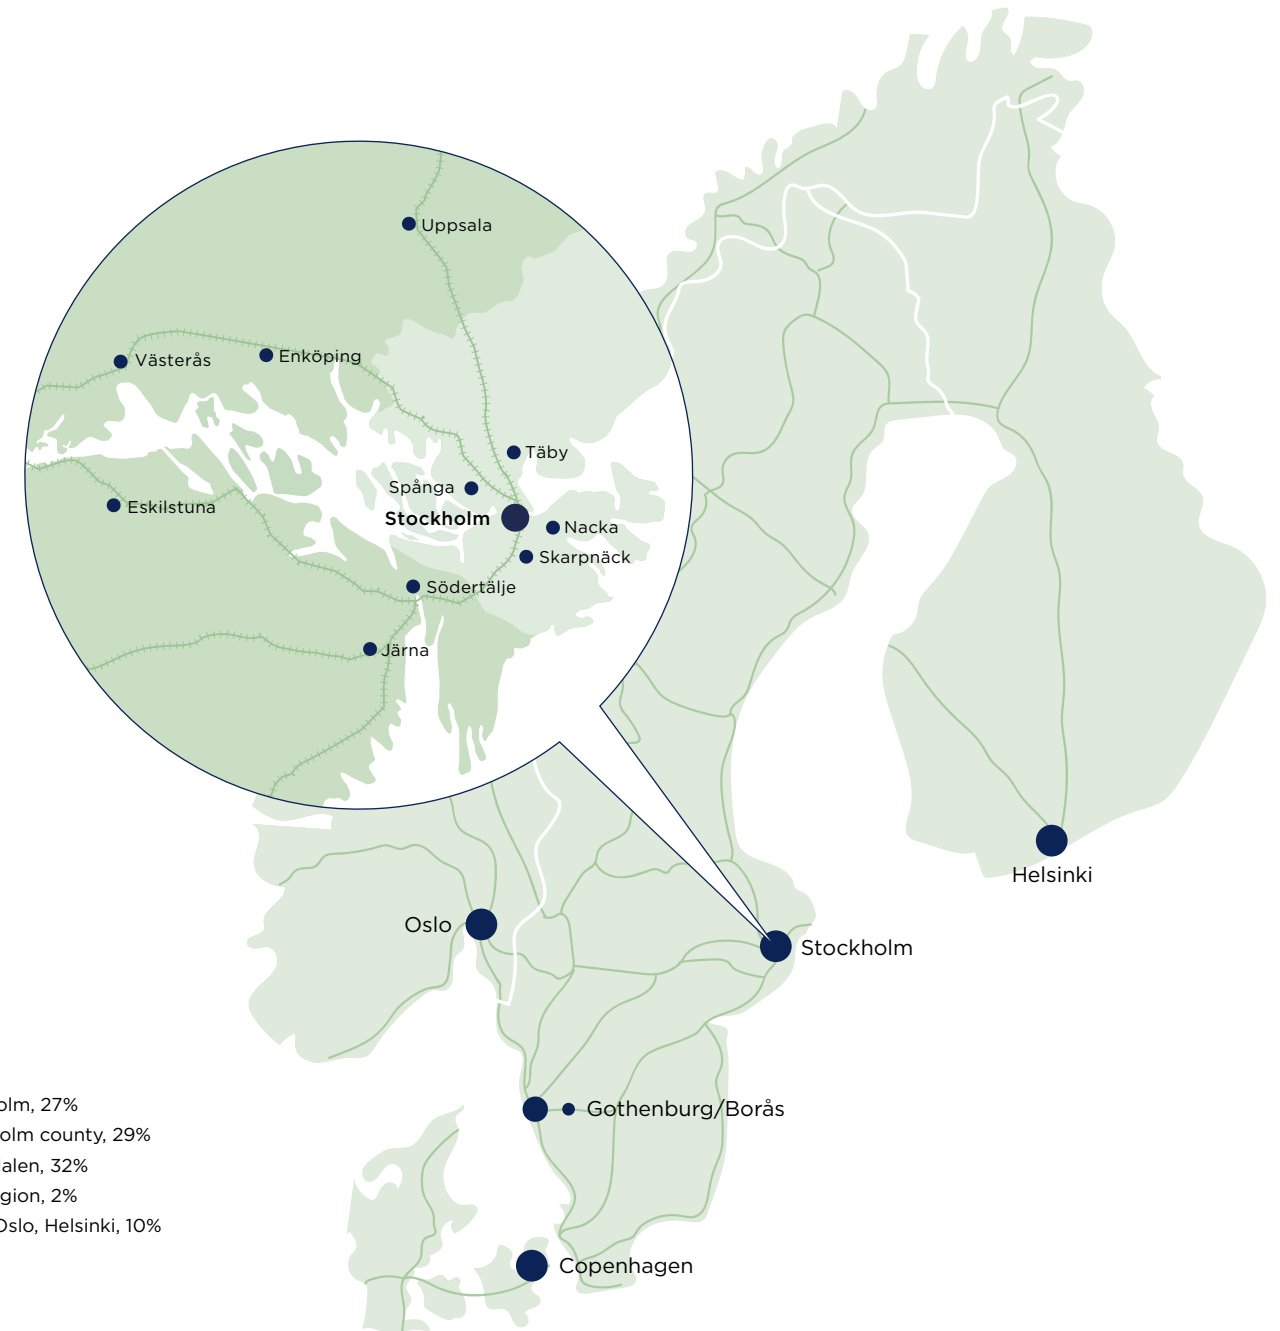 Uppsala
Västerås
Enköping
Täby
Spånga
Eskilstuna
Stockholm
Nacka
Skarpnäck
Södertälje
Järna
Helsinki
Oslo
Stockholm
Gothenburg/Borås
Copenhagen
olm, 27%
olm county, 29%
alen, 32%
gion, 2%
Oslo, Helsinki, 10%